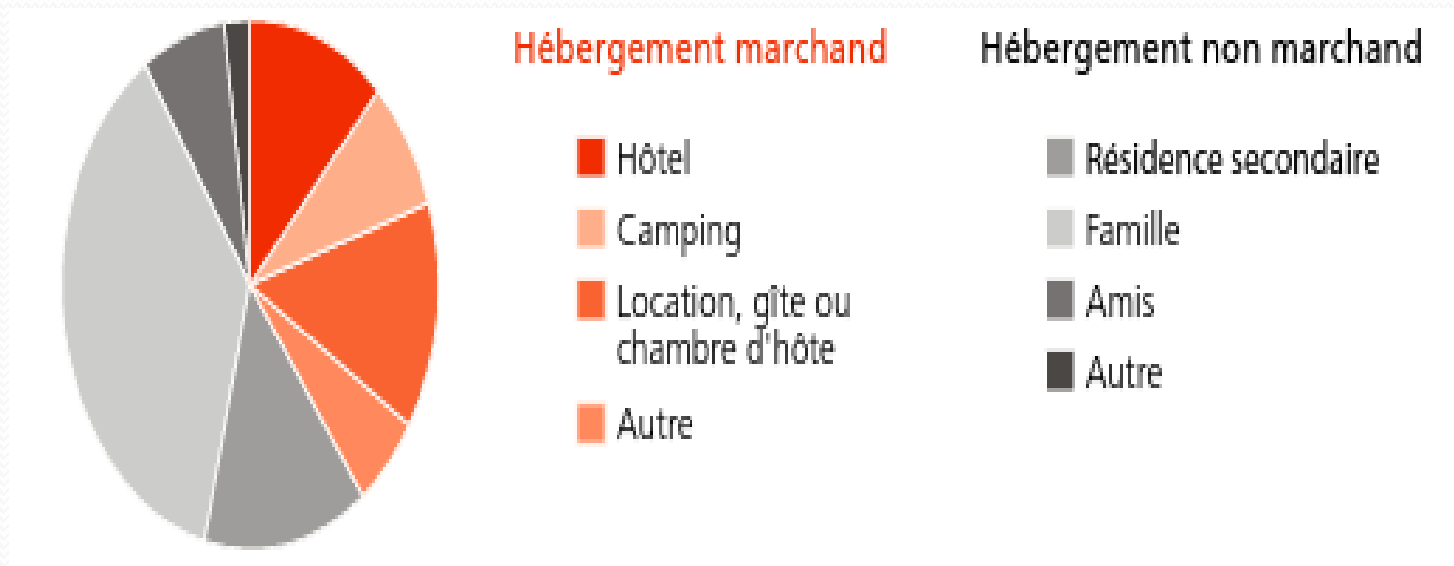 Hébergement marchand
Hôtel
Camping
Location, gîte ou
chambre d'hôte
Autre
Hébergement non marchand
Résidence secondaire
Famille
Amis
Autre